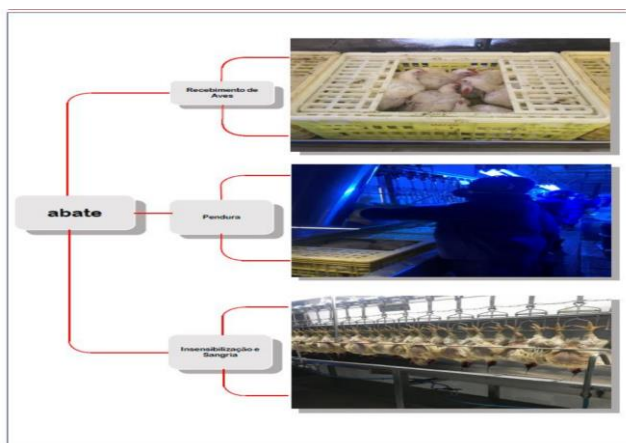 Recebimento de
Aves
abate
Pendura
Insensibilização e
Sangria